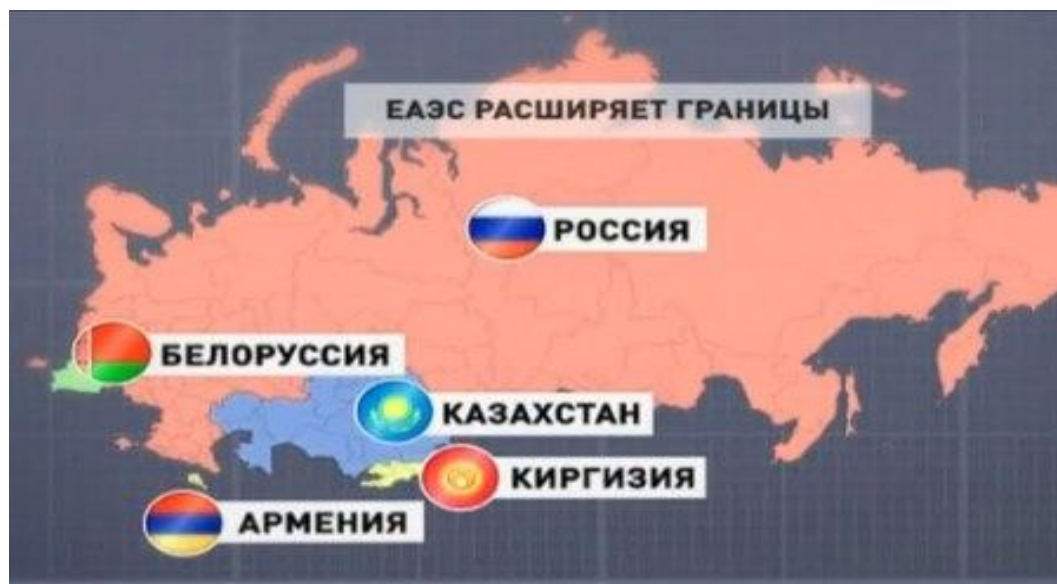 ЕАЭС РАСШИРЯЕТ ГРАНИЦЫ
РОССИЯ
БЕЛОРУССИЯ
КАЗАХСТАН
КИРГИЗИЯ
АРМЕНИЯ